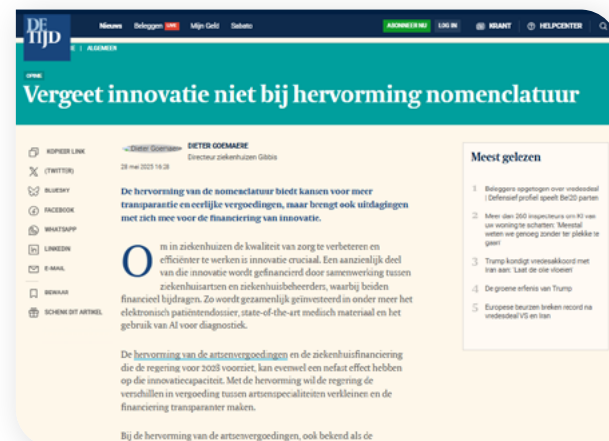 DE
TIJD
Nieuws Beleggen LIVE Mijn Geld Sabato
ABONNEER NU LOG IN KRANT HELPCENTER
| ALGEMEEN
OPINIE
Vergeet innovatie niet bij hervorming nomenclatuur
KOPIEER LINK
(TWITTER)
BLUESKY
FACEBOOK
WHATSAPP
LINKEDIN
E-MAIL
BEWAAR
SCHENK DIT ARTIKEL
Dieter Goemaere
DIETER GOEMAERE
Directeur ziekenhuizen Gibbis
28 mei 2025 16:28
De hervorming van de nomenclatuur biedt kansen voor meer
transparantie en eerlijke vergoedingen, maar brengt ook uitdagingen
met zich mee voor de financiering van innovatie.
Om in ziekenhuizen de kwaliteit van zorg te verbeteren en
efficiënter te werken is innovatie cruciaal. Een aanzienlijk deel
van die innovatie wordt gefinancierd door samenwerking tussen
ziekenhuisartsen en ziekenhuisbeheerders, waarbij beiden
financieel bijdragen. Zo wordt gezamenlijk geïnvesteerd in onder meer het
elektronisch patiëntendossier, state-of-the-art medisch materiaal en het
gebruik van AI voor diagnostiek.
De hervorming van de artsenvergoedingen en de ziekenhuisfinanciering
die de regering voor 2028 voorziet, kan evenwel een nefast effect hebben
op die innovatiecapaciteit. Met de hervorming wil de regering de
verschillen in vergoeding tussen artsenspecialiteiten verkleinen en de
financiering transparanter maken.
Bij de hervorming van de artsenvergoedingen, ook bekend als de
Meest gelezen
1 Beleggers opgetogen over vredesdeal
| Defensief profiel speelt Bel20 parten
2 Meer dan 260 inspecteurs om AI van
uw woning te schatten: 'Meestal
weten we genoeg zonder ter plekke te
gaan'
3 Trump kondigt vredesakkoord met
Iran aan: 'Laat de olie vloeien'
4 De groene erfenis van Trump
5 Europese beurzen breken record na
vredesdeal VS en Iran